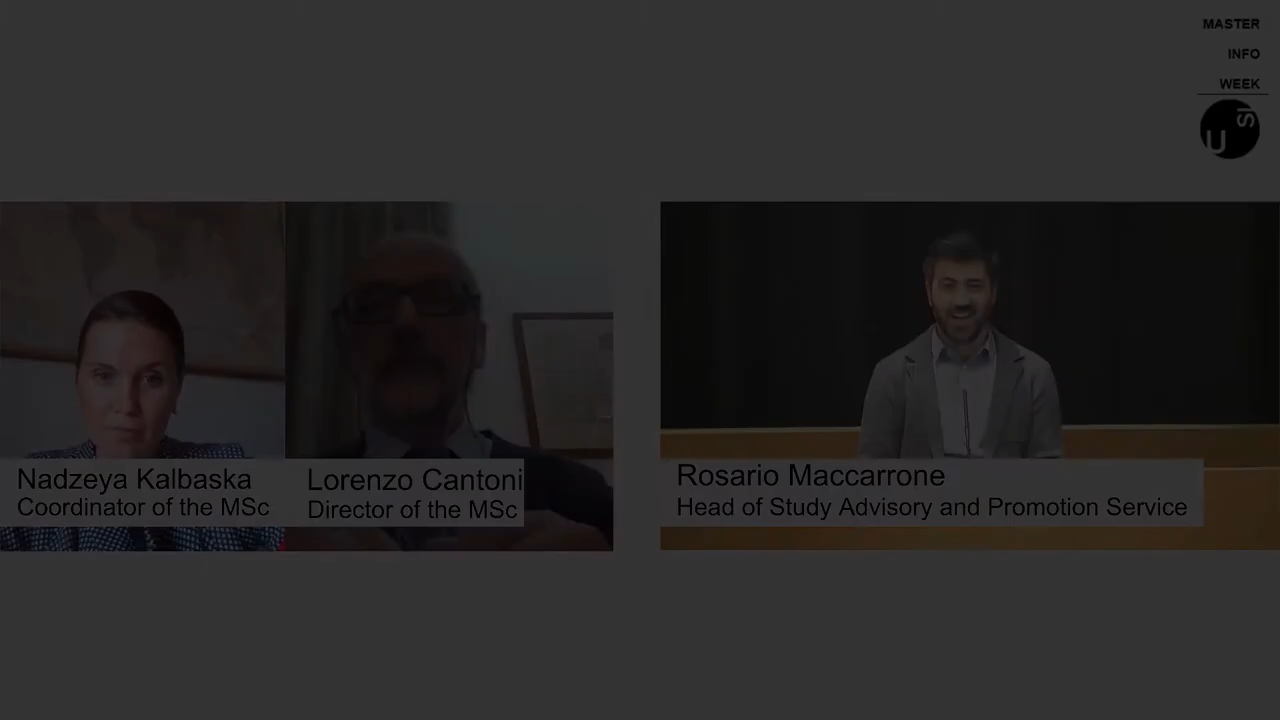 MASTER
INFO
WEEK
U
SI
Nadzeya Kalbaska
Coordinator of the MSc
Lorenzo Cantoni
Director of the MSc
Rosario Maccarrone
Head of Study Advisory and Promotion Service